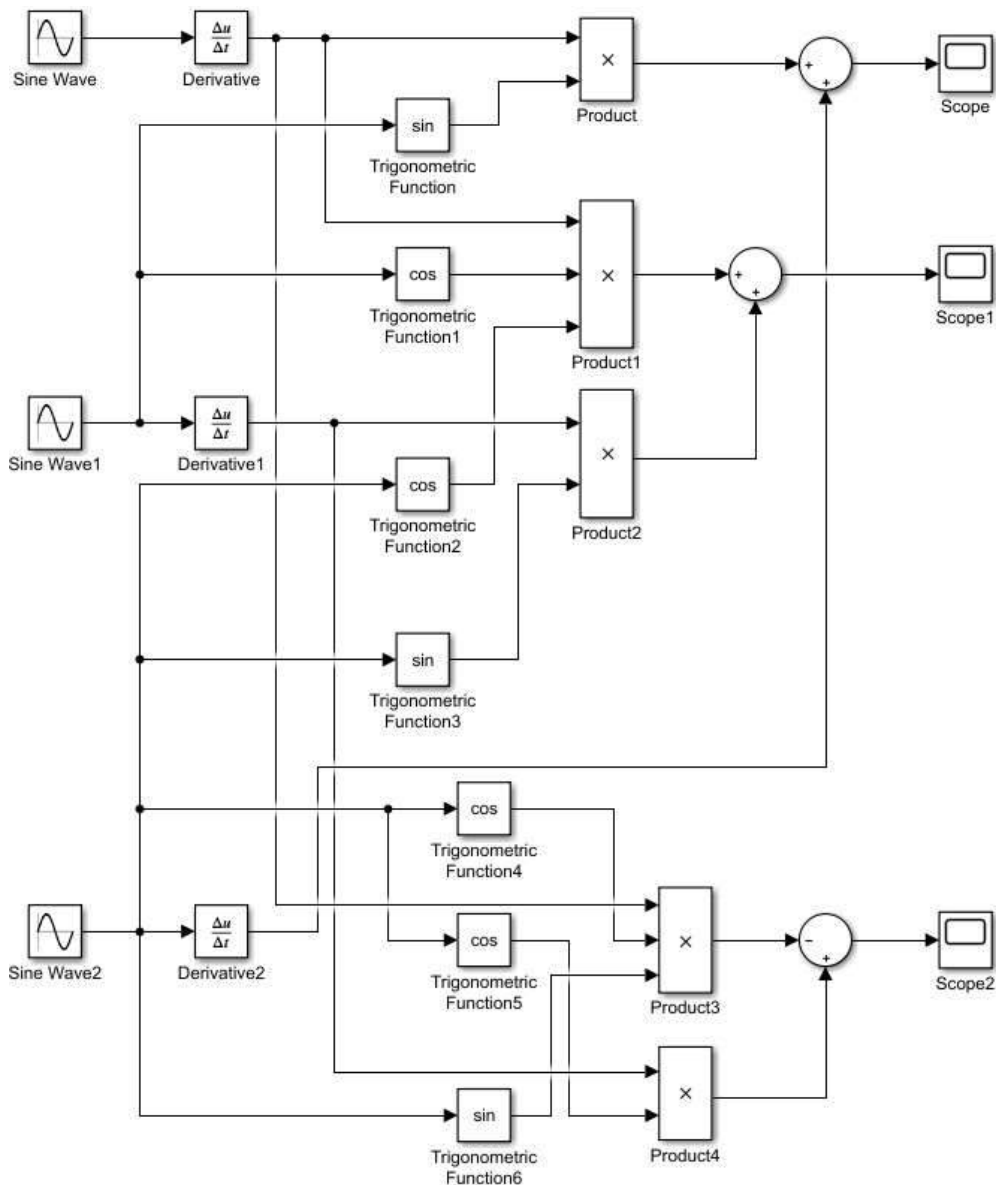 Δu
Δt
×
Sine Wave
Derivative
Product
+
+
Scope
sin
Trigonometric
Function
cos
Trigonometric
Function1
×
Product1
+
+
Scope1
Sine Wave1
Δu
Δt
Derivative1
cos
Trigonometric
Function2
×
Product2
sin
Trigonometric
Function3
cos
Trigonometric
Function4
Sine Wave2
Δu
Δt
Derivative2
cos
Trigonometric
Function5
×
Product3
-
+
Scope2
sin
Trigonometric
Function6
×
Product4